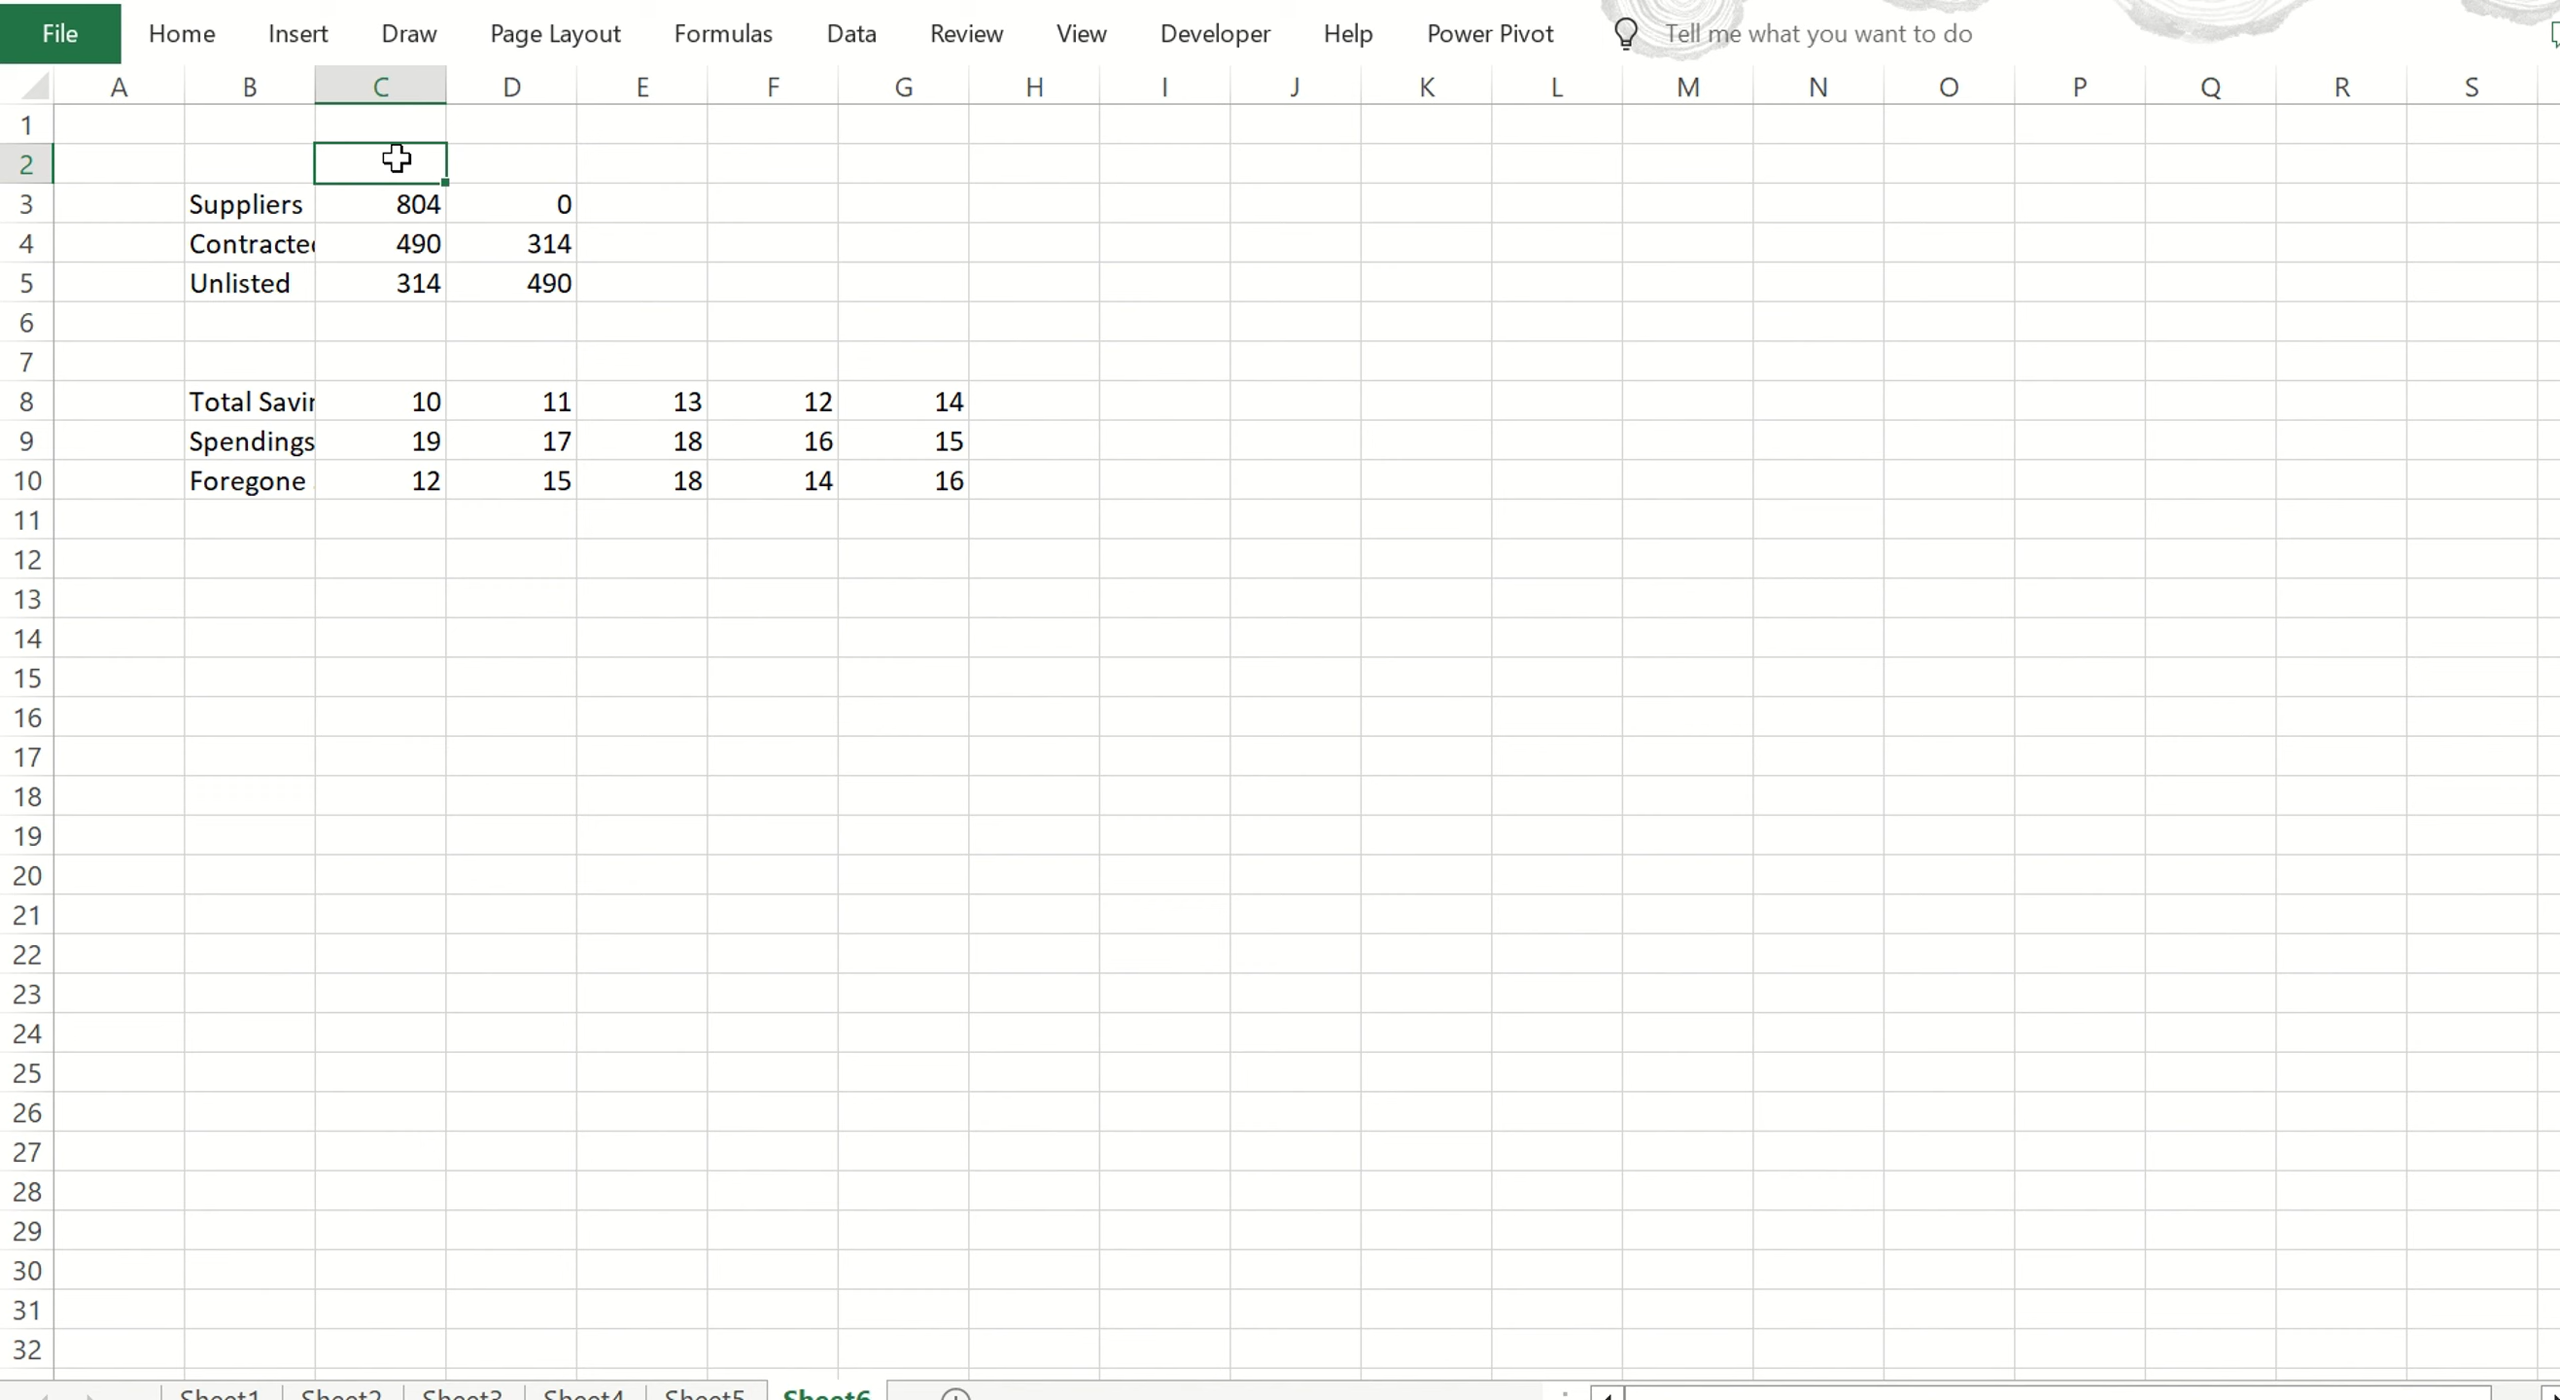 File Home Insert Draw Page Layout Formulas Data Review View Developer Help Power Pivot Tell me what you want to do
A B C D E F G H I J K L M N O P Q R S
1
2
3 Suppliers 804 0
4 Contracted 490 314
5 Unlisted 314 490
6
7
8 Total Savin 10 11 13 12 14
9 Spendings 19 17 18 16 15
10 Foregone 12 15 18 14 16
11
12
13
14
15
16
17
18
19
20
21
22
23
24
25
26
27
28
29
30
31
32
Sheet1 Sheet2 Sheet3 Sheet4 Sheet5 Sheet6